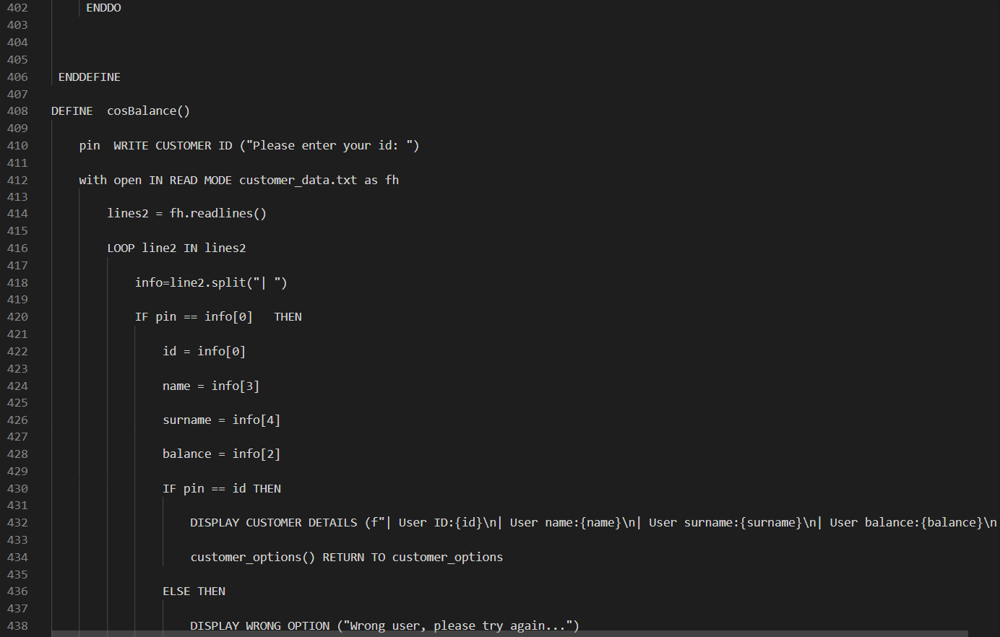 402 ENDDO
403
404
405
406 ENDDEFINE
407
408 DEFINE  cosBalance()
409
410 pin  WRITE CUSTOMER ID ("Please enter your id: ")
411
412 with open IN READ MODE customer_data.txt as fh
413
414 lines2 = fh.readlines()
415
416 LOOP line2 IN lines2
417
418 info=line2.split("| ")
419
420 IF pin == info[0]   THEN
421
422 id = info[0]
423
424 name = info[3]
425
426 surname = info[4]
427
428 balance = info[2]
429
430 IF pin == id THEN
431
432 DISPLAY CUSTOMER DETAILS (f"| User ID:{id}\n| User name:{name}\n| User surname:{surname}\n| User balance:{balance}\n
433
434 customer_options() RETURN TO customer_options
435
436 ELSE THEN
437
438 DISPLAY WRONG OPTION ("Wrong user, please try again...")